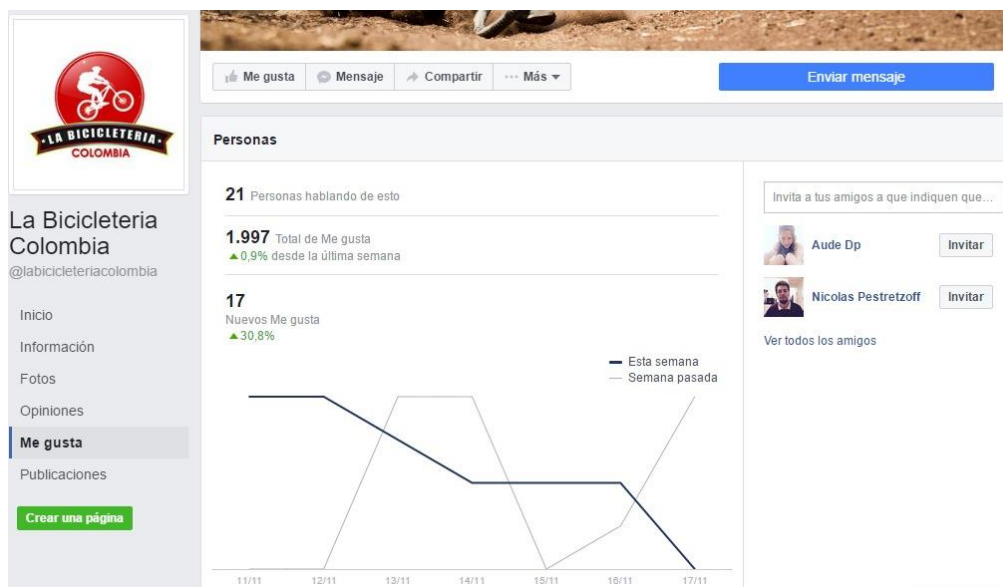 ·LA BICICLETERIA·
COLOMBIA
La Bicicleteria
Colombia
@labicicleteriacolombia
Inicio
Información
Fotos
Opiniones
Me gusta
Publicaciones
Crear una página
Me gusta
Mensaje
Compartir
··· Más
Enviar mensaje
Personas
21 Personas hablando de esto
1.997 Total de Me gusta
0,9% desde la última semana
17
Nuevos Me gusta
30,8%
Esta semana
Semana pasada
11/11 12/11 13/11 14/11 15/11 16/11 17/11
Invita a tus amigos a que indiquen que...
Aude Dp Invitar
Nicolas Pestretzoff Invitar
Ver todos los amigos